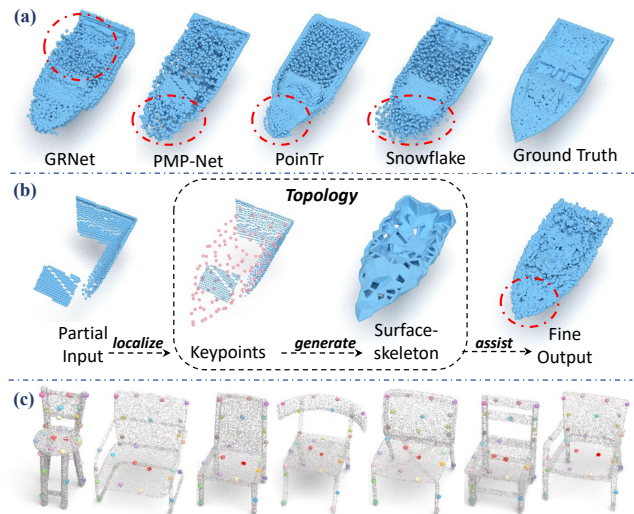 (a)
GRNet PMP-Net PoinTr Snowflake Ground Truth
(b)
Topology
Partial Input
localize
Keypoints
generate
Surface-
skeleton
assist
Fine Output
(c)